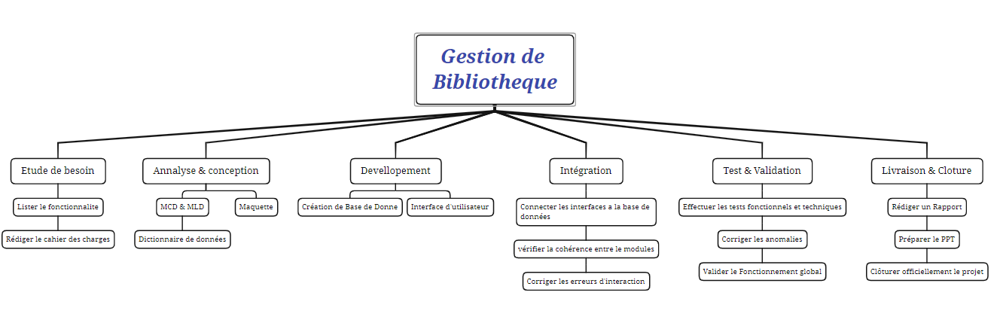 Gestion de
Bibliotheque
Etude de besoin
Annalyse & conception
Devellopement
Intégration
Test & Validation
Livraison & Cloture
Lister le fonctionnalite
MCD & MLD
Maquette
Création de Base de Donne
Interface d'utilisateur
Connecter les interfaces a la base de
données
Effectuer les tests fonctionnels et techniques
Rédiger un Rapport
Rédiger le cahier des charges
Dictionnaire de données
vérifier la cohérence entre le modules
Corriger les anomalies
Préparer le PPT
Corriger les erreurs d'interaction
Valider le Fonctionnement global
Clôturer officiellement le projet